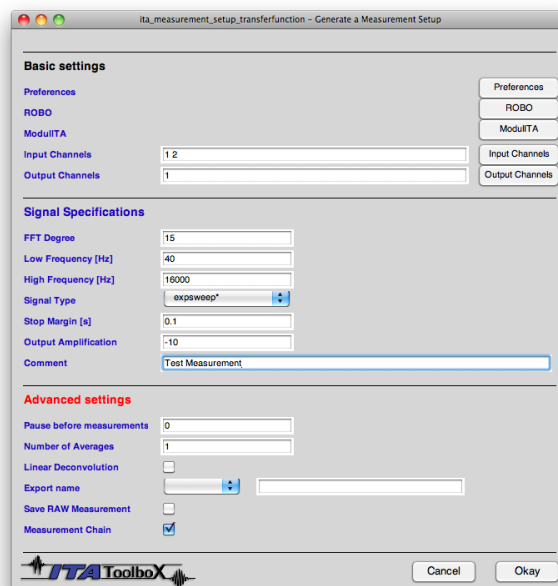 ita_measurement_setup_transferfunction - Generate a Measurement Setup
Basic settings
Preferences Preferences
ROBO ROBO
ModulITA ModulITA
Input Channels 1 2 Input Channels
Output Channels 1 Output Channels
Signal Specifications
FFT Degree 15
Low Frequency [Hz] 40
High Frequency [Hz] 16000
Signal Type expsweep*
Stop Margin [s] 0.1
Output Amplification -10
Comment Test Measurement
Advanced settings
Pause before measurements 0
Number of Averages 1
Linear Deconvolution
Export name
Save RAW Measurement
Measurement Chain
ITA ToolboX Cancel Okay